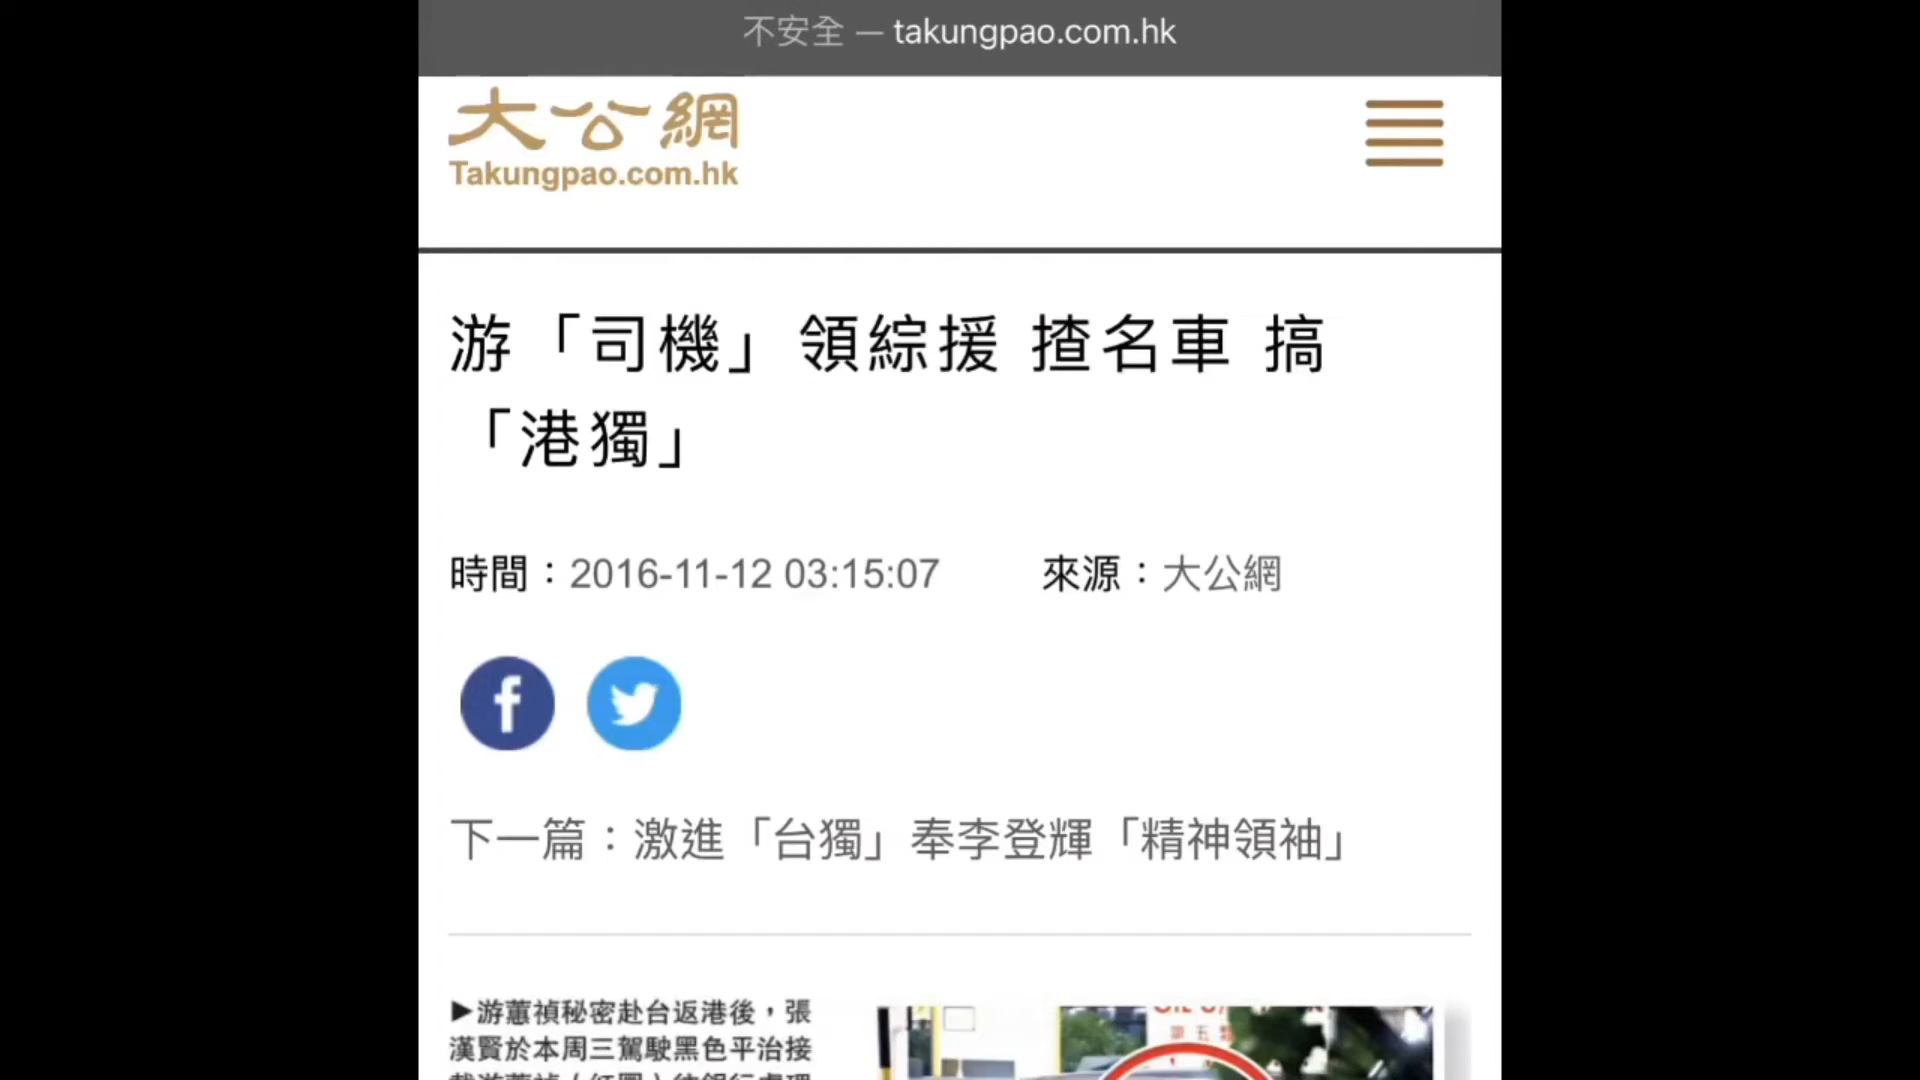 不安全 — takungpao.com.hk
大公網
Takungpao.com.hk
游「司機」領綜援 揸名車 搞
「港獨」
時間：2016-11-12 03:15:07 來源：大公網
下一篇：激進「台獨」奉李登輝「精神領袖」
▶游蕙禎秘密赴台返港後，張
漢賢於本周三駕駛黑色平治接
第五類